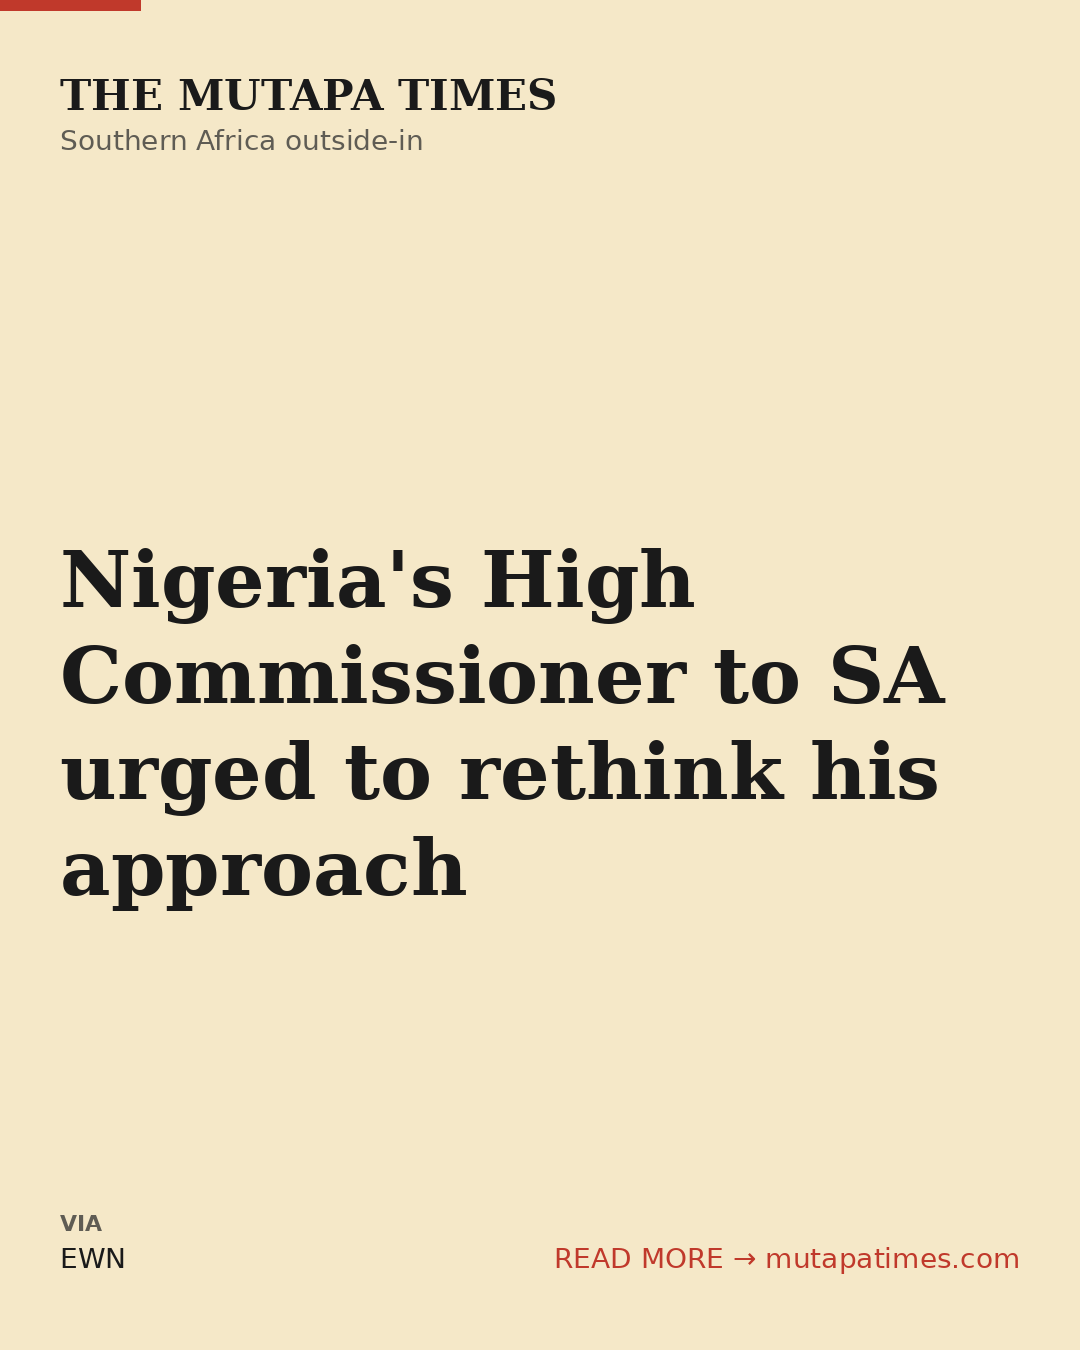 THE MUTAPA TIMES
Southern Africa outside-in
Nigeria's High
Commissioner to SA
urged to rethink his
approach
VIA
EWN
READ MORE → mutapatimes.com